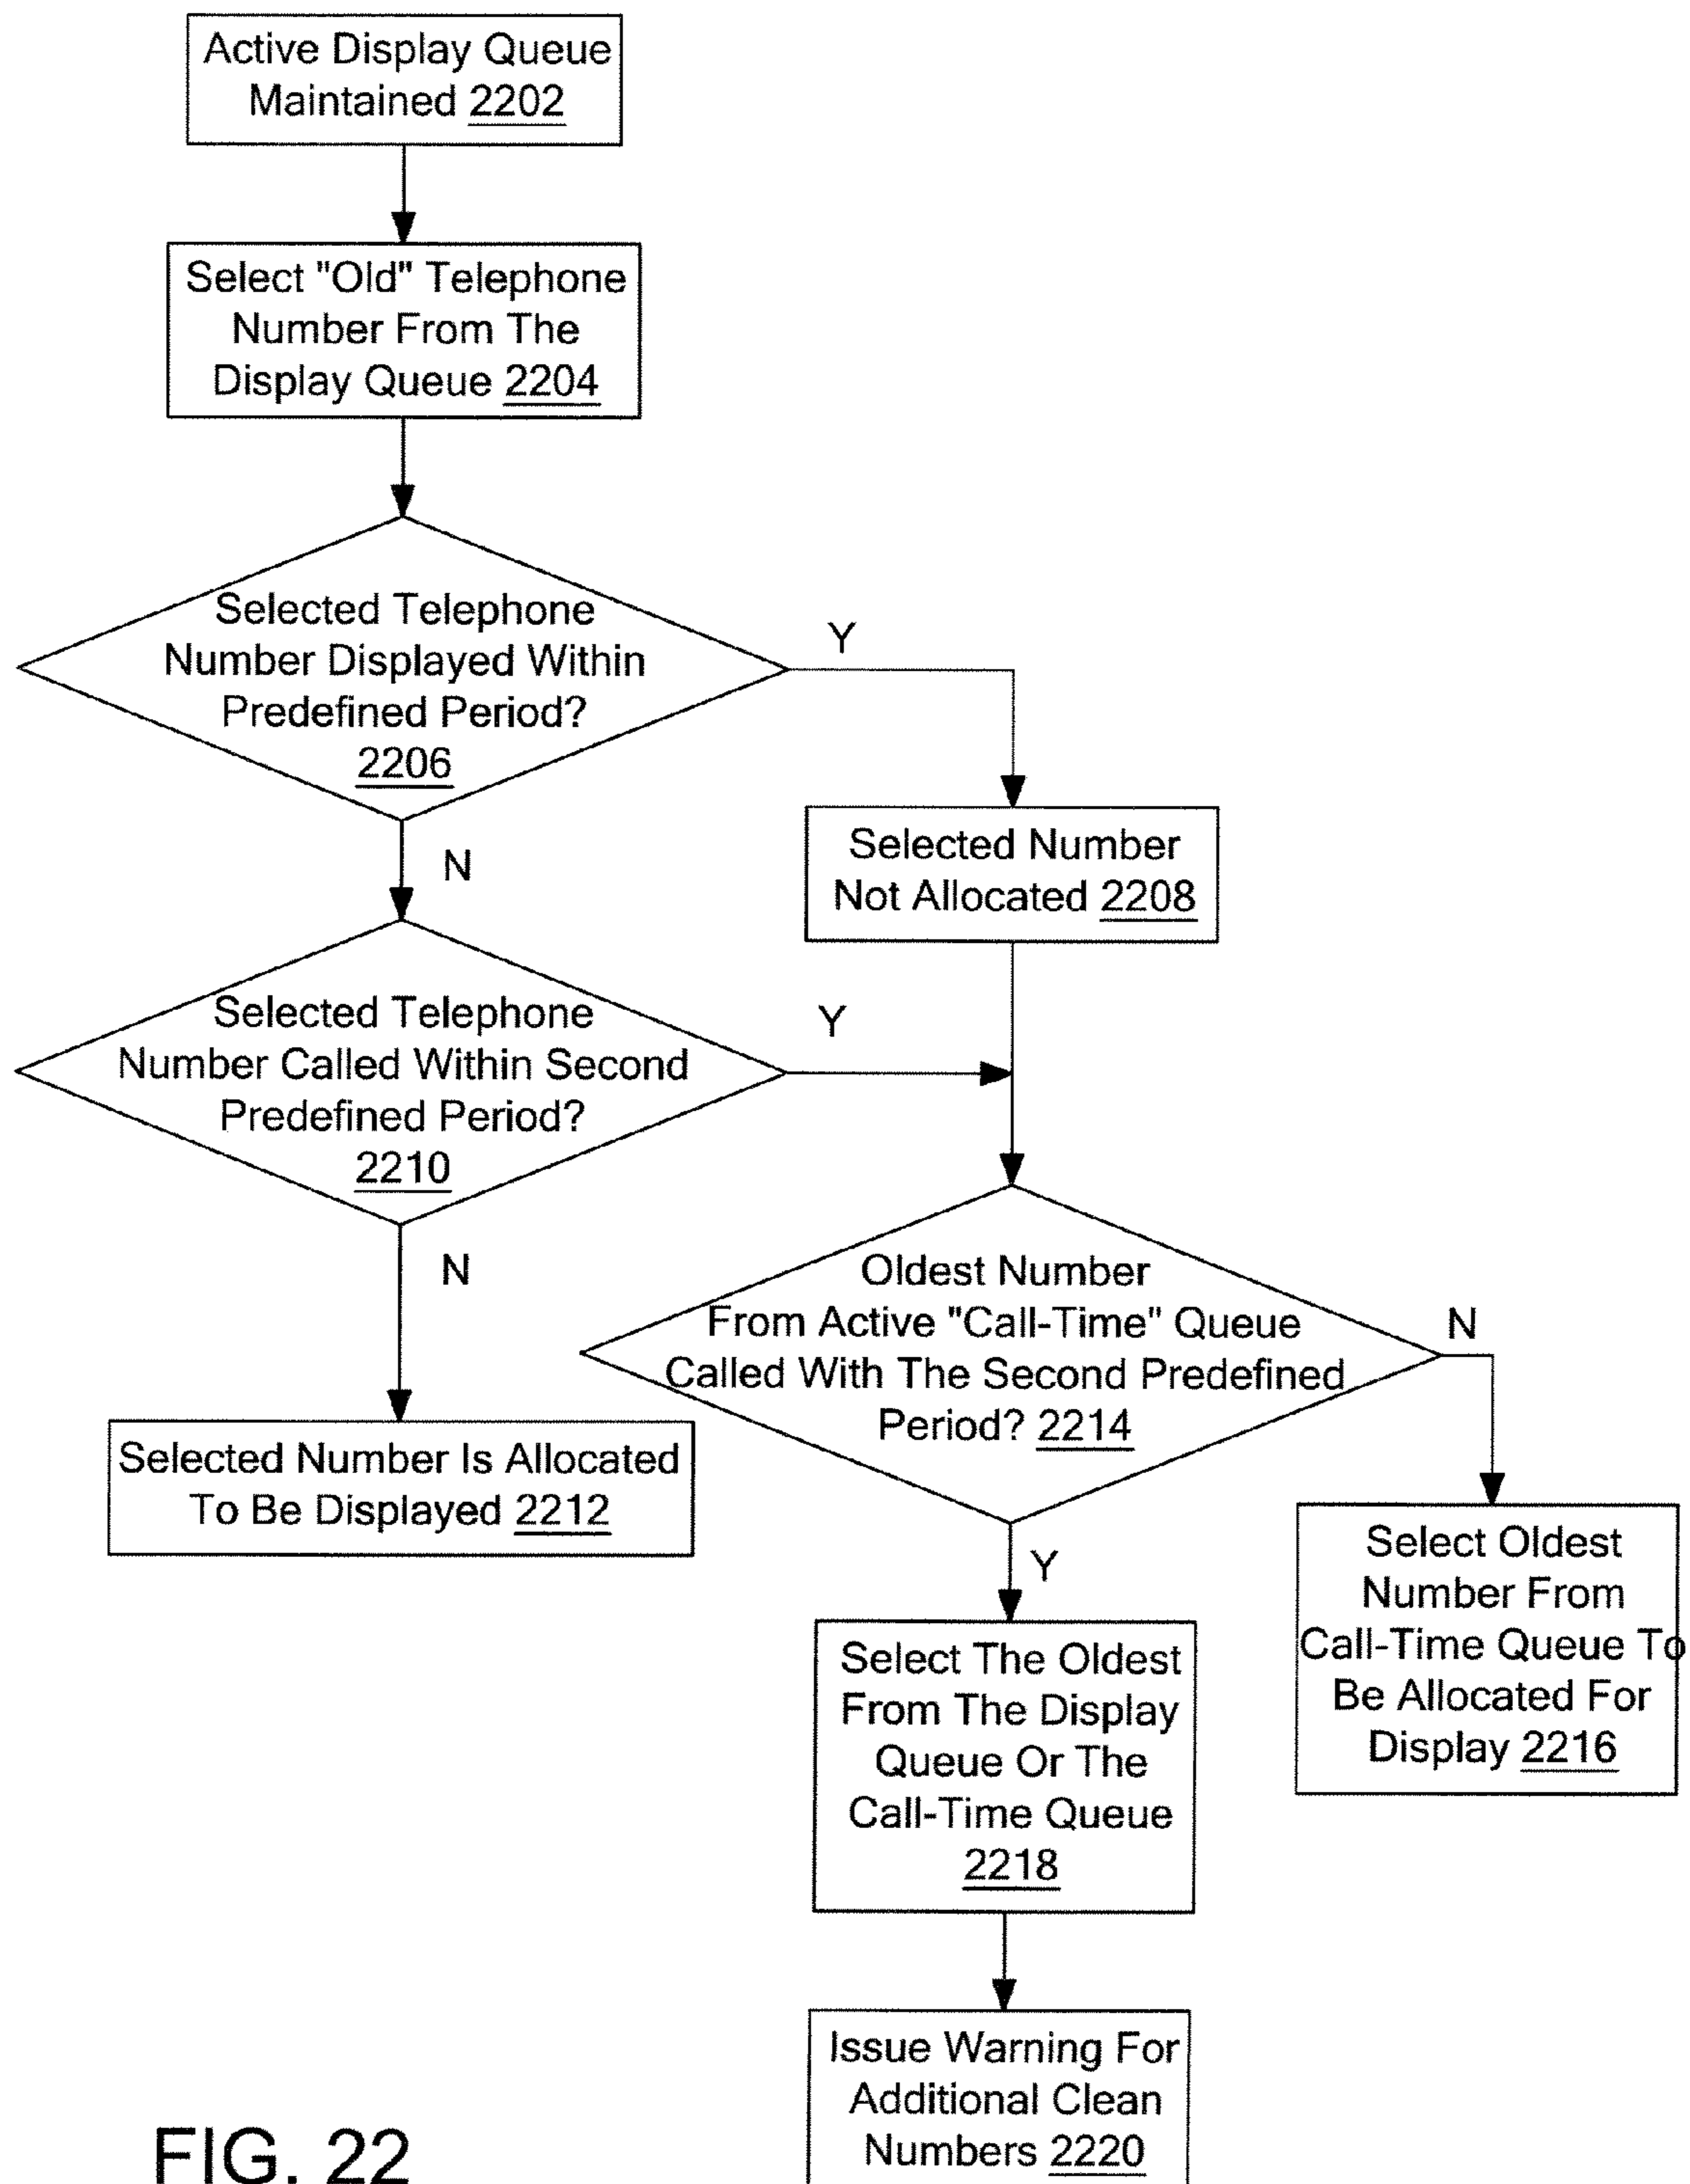 Active Display Queue
Maintained 2202
Select "Old" Telephone
Number From The
Display Queue 2204
Selected Telephone
Number Displayed Within
Predefined Period?
2206
Y
N
Selected Number
Not Allocated 2208
Selected Telephone
Number Called Within Second
Predefined Period?
2210
Y
N
Oldest Number
From Active "Call-Time" Queue
Called With The Second Predefined
Period? 2214
N
Y
Selected Number Is Allocated
To Be Displayed 2212
Select Oldest
Number From
Call-Time Queue To
Be Allocated For
Display 2216
Select The Oldest
From The Display
Queue Or The
Call-Time Queue
2218
Issue Warning For
Additional Clean
Numbers 2220
FIG. 22